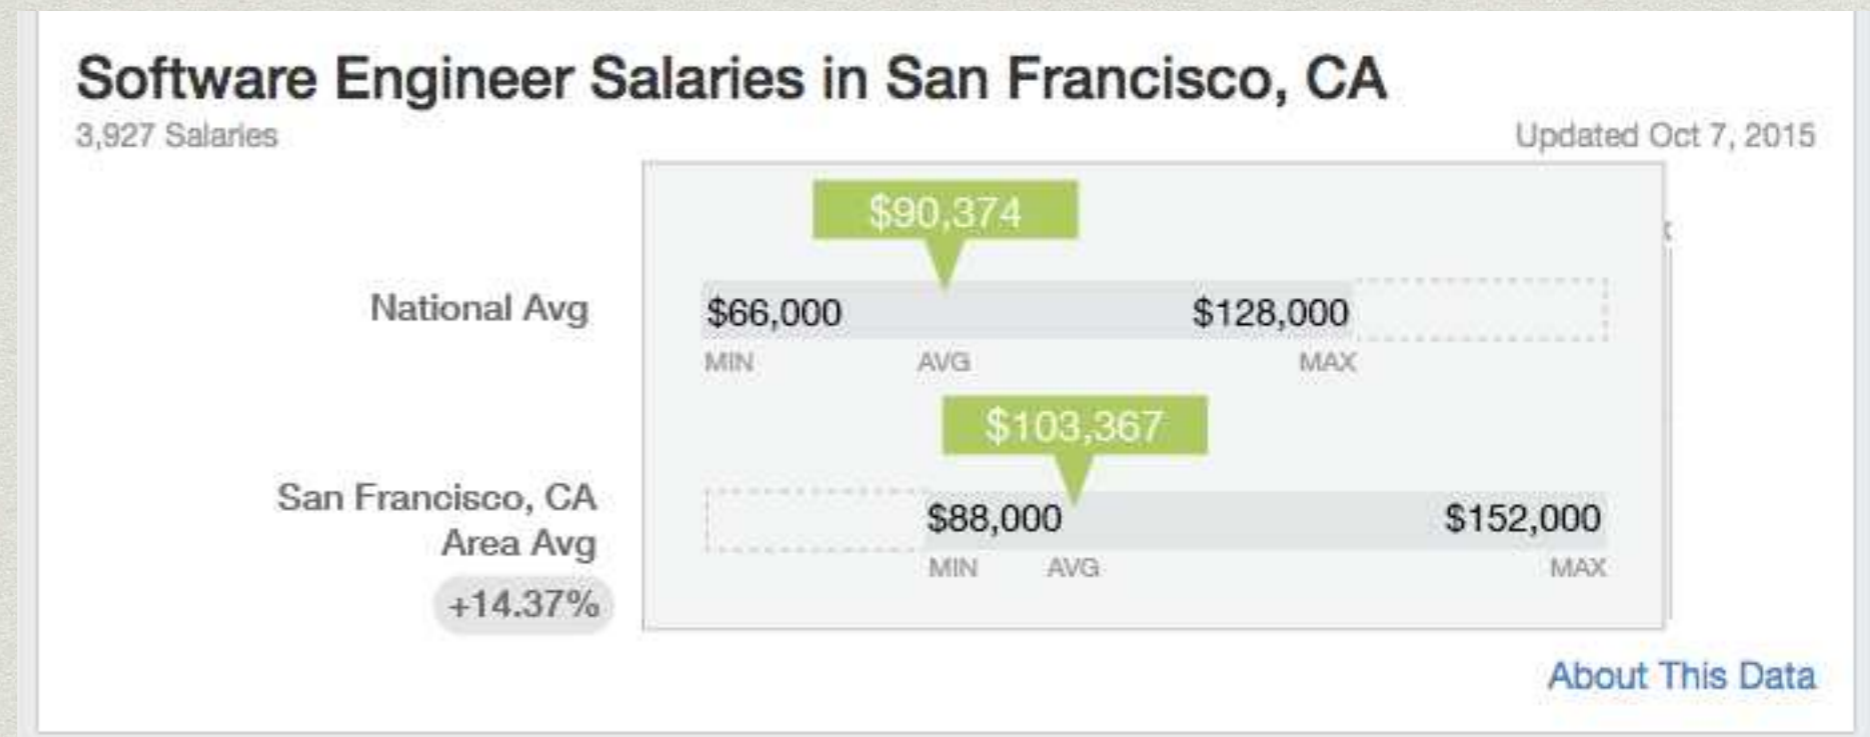 Software Engineer Salaries in San Francisco, CA
3,927 Salaries
Updated Oct 7, 2015
$90,374
National Avg
$66,000
$128,000
MIN
AVG
MAX
$103,367
San Francisco, CA
Area Avg
$88,000
$152,000
MIN
AVG
MAX
+14.37%
About This Data